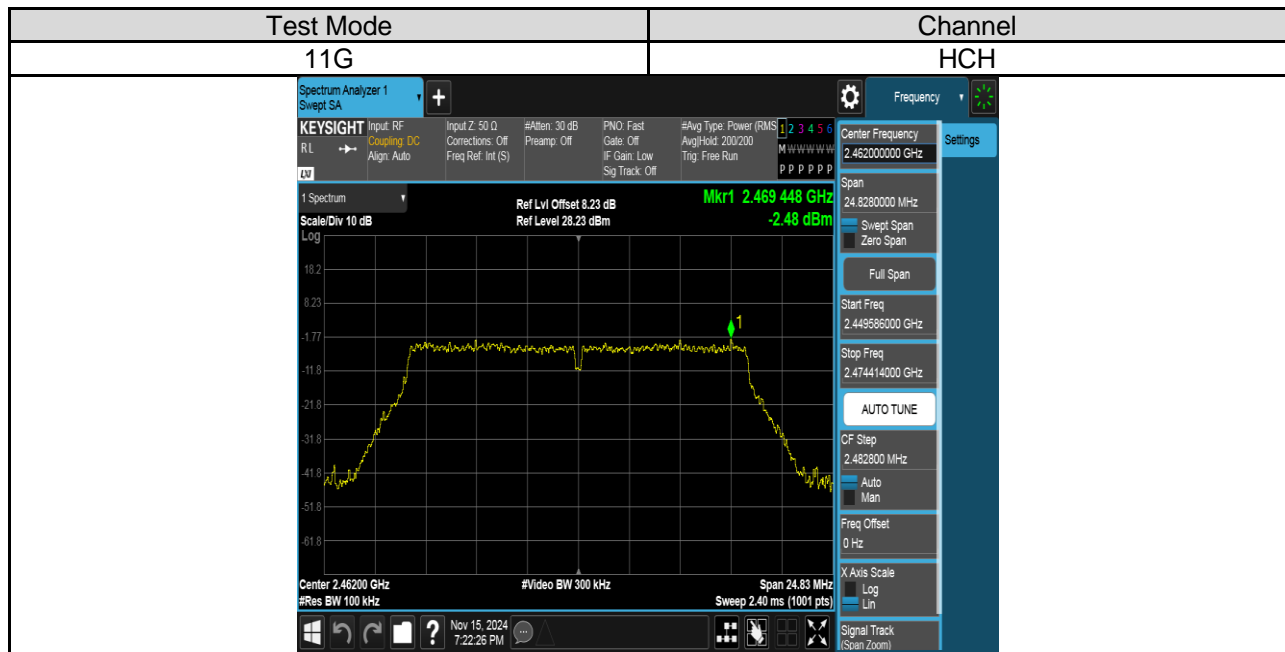 Test Mode
Channel
11G
HCH
Spectrum Analyzer 1
Swept SA
+
Frequency
KEYSIGHT
RL
LXI
Input: RF
Coupling: DC
Align: Auto
Input Z: 50 Ω
Corrections: Off
Freq Ref: Int (S)
#Atten: 30 dB
Preamp: Off
PNO: Fast
Gate: Off
IF Gain: Low
Sig Track: Off
#Avg Type: Power (RMS
Avg|Hold: 200/200
Trig: Free Run
1 2 3 4 5 6
M W W W W W
P P P P P P
Center Frequency
2.462000000 GHz
Settings
1 Spectrum
Scale/Div 10 dB
Ref Lvl Offset 8.23 dB
Ref Level 28.23 dBm
Mkr1 2.469 448 GHz
-2.48 dBm
Span
24.8280000 MHz
Swept Span
Zero Span
Full Span
Start Freq
2.449586000 GHz
Stop Freq
2.474414000 GHz
AUTO TUNE
CF Step
2.482800 MHz
Auto
Man
Freq Offset
0 Hz
X Axis Scale
Log
Lin
Signal Track
(Span Zoom)
Log
18.2
8.23
-1.77
-11.8
-21.8
-31.8
-41.8
-51.8
-61.8
1
Center 2.46200 GHz
#Video BW 300 kHz
Span 24.83 MHz
#Res BW 100 kHz
Sweep 2.40 ms (1001 pts)
?
Nov 15, 2024
7:22:26 PM